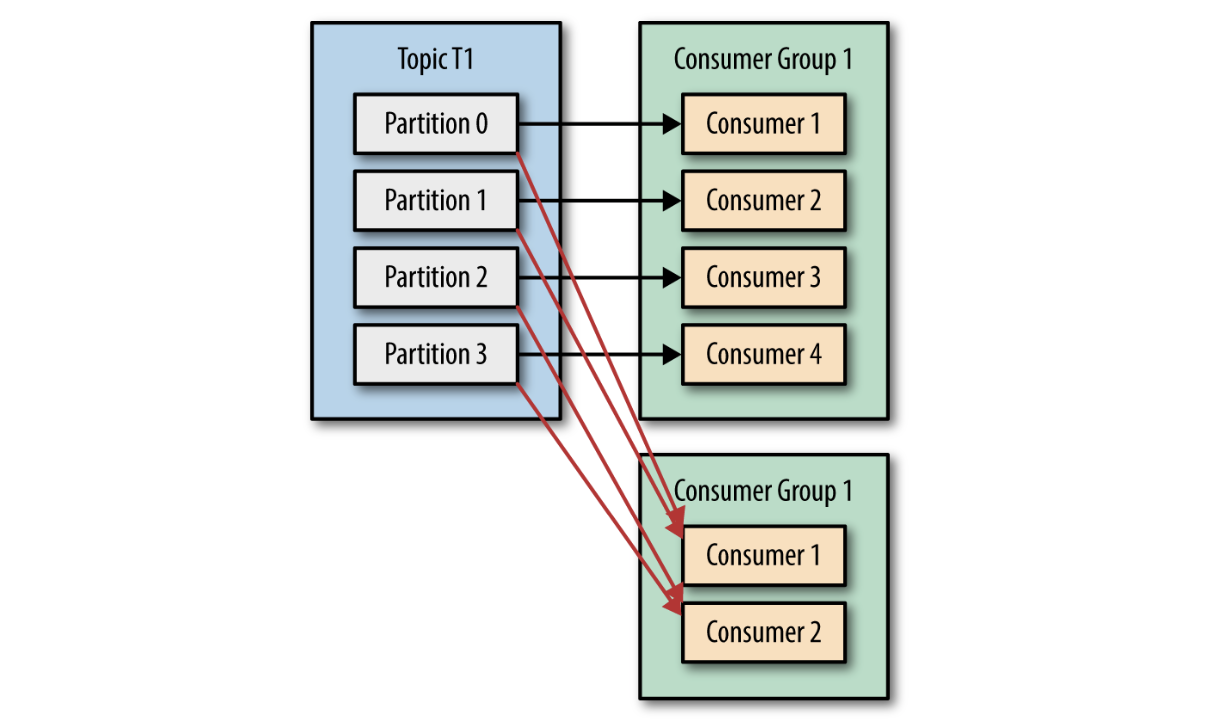 Topic T1
Partition 0
Partition 1
Partition 2
Partition 3
Consumer Group 1
Consumer 1
Consumer 2
Consumer 3
Consumer 4
Consumer Group 1
Consumer 1
Consumer 2